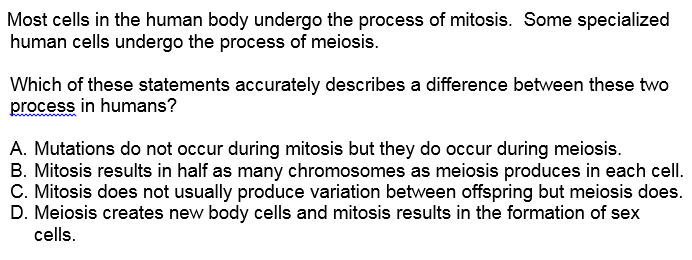 Most cells in the human body undergo the process of mitosis.  Some specialized
human cells undergo the process of meiosis.
Which of these statements accurately describes a difference between these two
process in humans?
A. Mutations do not occur during mitosis but they do occur during meiosis.
B. Mitosis results in half as many chromosomes as meiosis produces in each cell.
C. Mitosis does not usually produce variation between offspring but meiosis does.
D. Meiosis creates new body cells and mitosis results in the formation of sex
cells.